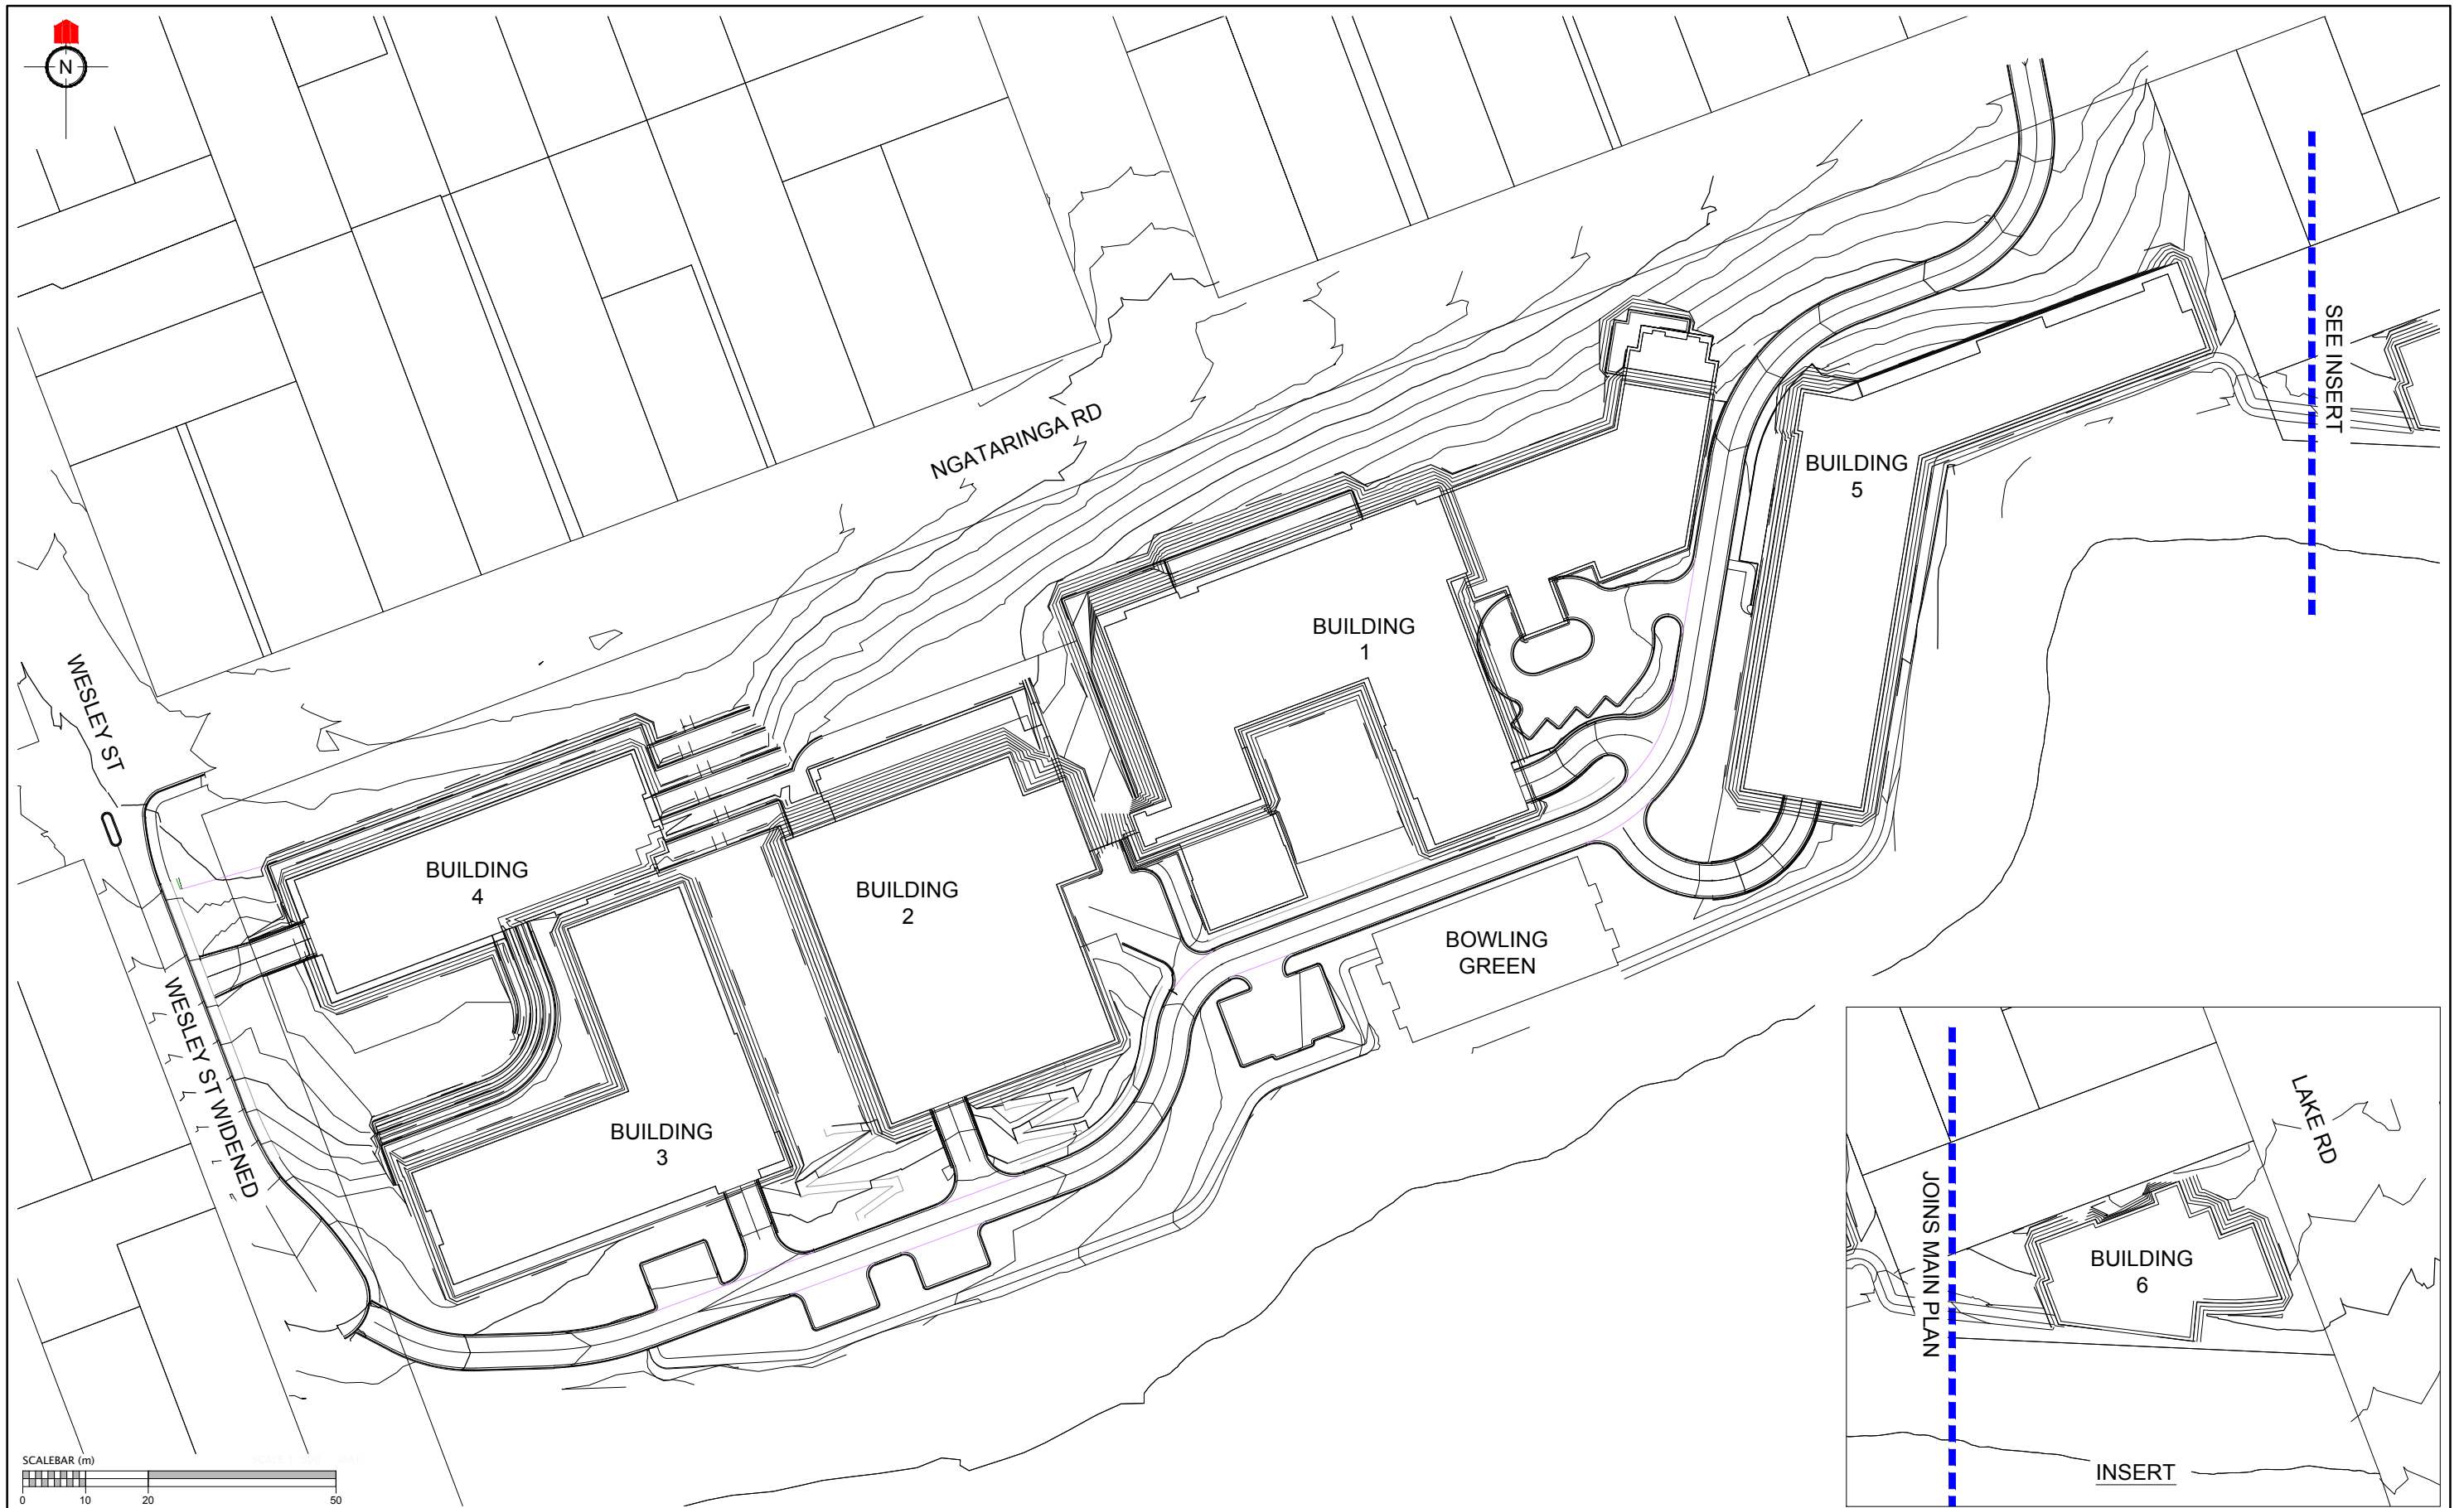 N
NGATARINGA RD
SEE INSERT
BUILDING
5
BUILDING
1
WESLEY ST
BUILDING
4
BUILDING
2
BOWLING
GREEN
WESLEY ST WIDENED
BUILDING
3
LAKE RD
JOINS MAIN PLAN
BUILDING
6
INSERT
SCALEBAR (m)
0 10 20 50